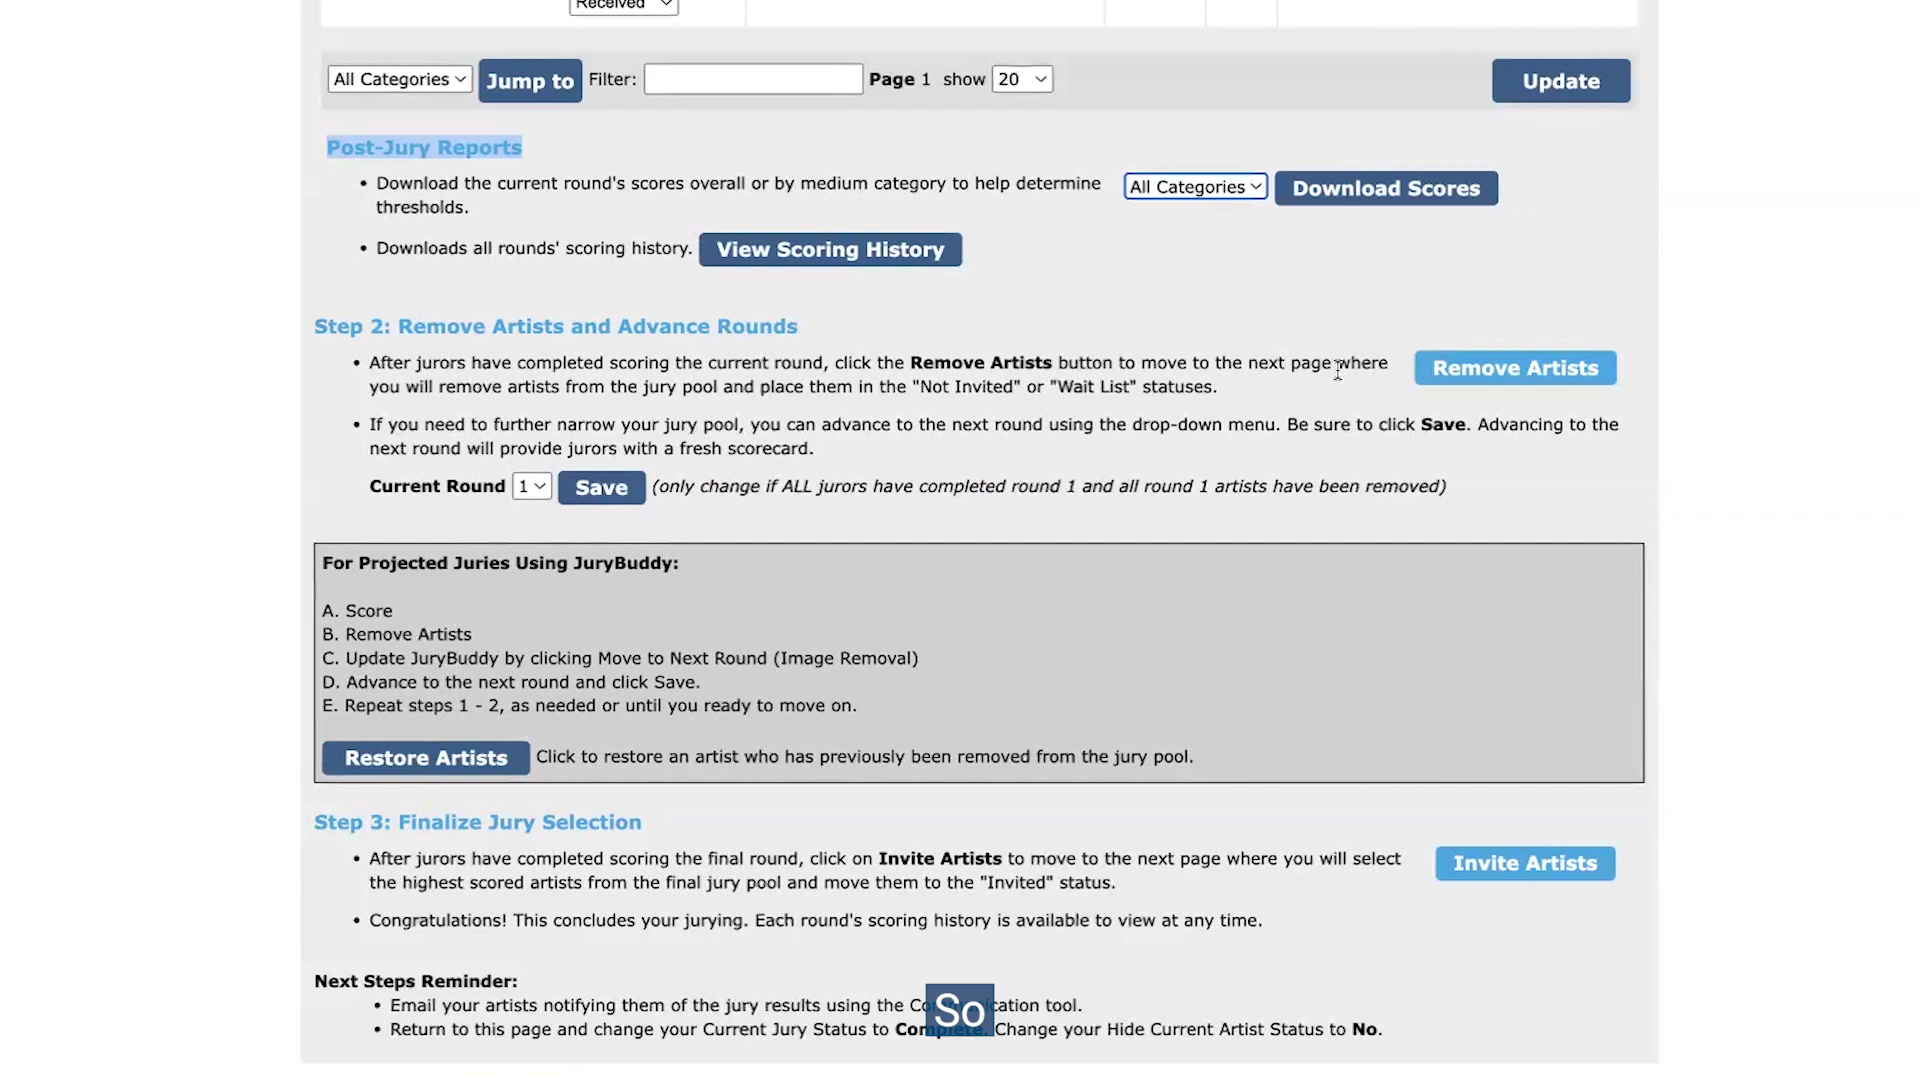 Received
All Categories Jump to Filter: Page 1 show 20 Update
Post-Jury Reports
• Download the current round's scores overall or by medium category to help determine All Categories Download Scores
thresholds.
• Downloads all rounds' scoring history. View Scoring History
Step 2: Remove Artists and Advance Rounds
• After jurors have completed scoring the current round, click the Remove Artists button to move to the next page where Remove Artists
you will remove artists from the jury pool and place them in the "Not Invited" or "Wait List" statuses.
• If you need to further narrow your jury pool, you can advance to the next round using the drop-down menu. Be sure to click Save. Advancing to the
next round will provide jurors with a fresh scorecard.
Current Round 1 Save (only change if ALL jurors have completed round 1 and all round 1 artists have been removed)
For Projected Juries Using JuryBuddy:
A. Score
B. Remove Artists
C. Update JuryBuddy by clicking Move to Next Round (Image Removal)
D. Advance to the next round and click Save.
E. Repeat steps 1 - 2, as needed or until you ready to move on.
Restore Artists Click to restore an artist who has previously been removed from the jury pool.
Step 3: Finalize Jury Selection
• After jurors have completed scoring the final round, click on Invite Artists to move to the next page where you will select Invite Artists
the highest scored artists from the final jury pool and move them to the "Invited" status.
• Congratulations! This concludes your jurying. Each round's scoring history is available to view at any time.
Next Steps Reminder:
• Email your artists notifying them of the jury results using the Communication tool.
• Return to this page and change your Current Jury Status to Complete. Change your Hide Current Artist Status to No.
So